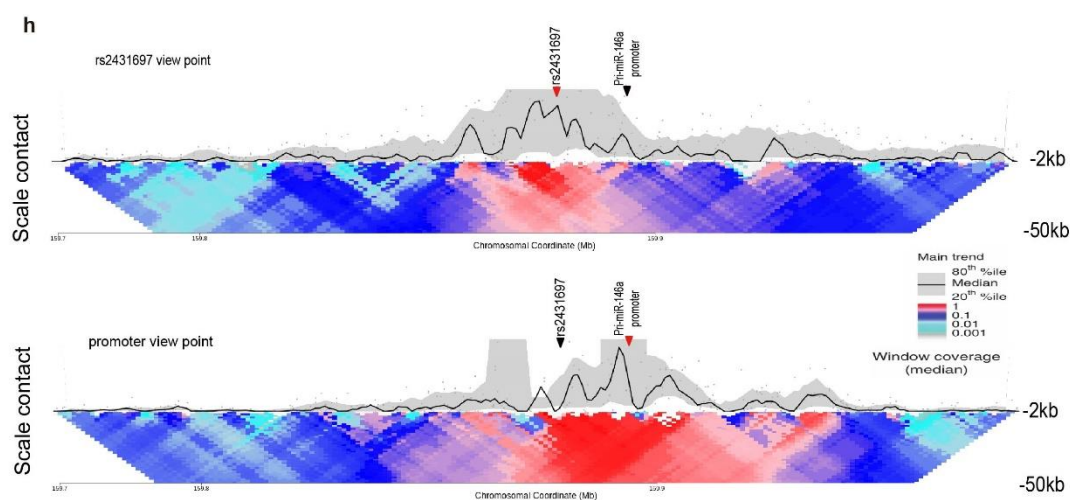 h
rs2431697 view point
rs2431697
Pri-miR-146a
promoter
Scale contact
-2kb
-50kb
159.7
159.8
159.9
Chromosomal Coordinate (Mb)
Main trend
80th %ile
Median
20th %ile
1
0.1
0.01
0.001
Window coverage
(median)
promoter view point
rs2431697
Pri-miR-146a
promoter
Scale contact
-2kb
-50kb
159.7
159.8
159.9
Chromosomal Coordinate (Mb)